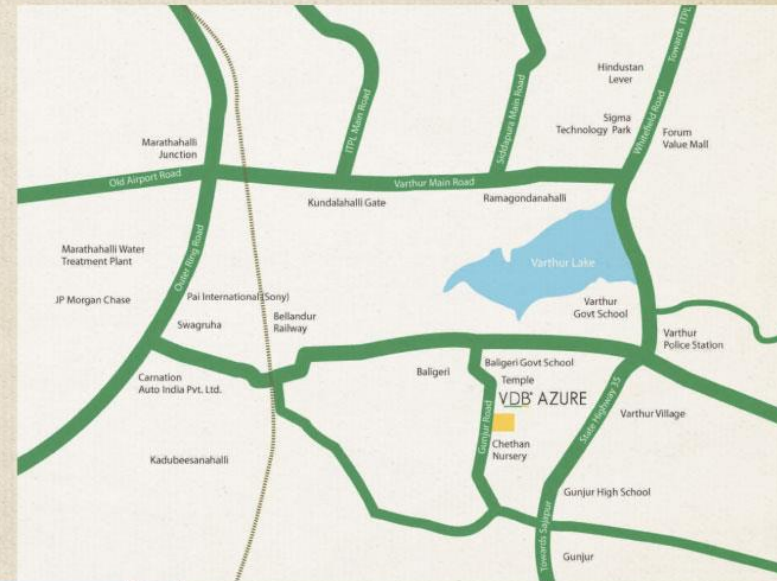 Towards ITPL
Hindustan
Lever
Sigma
Technology Park
Whitefield Road
Forum
Value Mall
ITPL Main Road
Siddapura Main Road
Marathahalli
Junction
Old Airport Road
Varthur Main Road
Kundalahalli Gate
Ramagondanahalli
Marathahalli Water
Treatment Plant
Outer Ring Road
Varthur Lake
JP Morgan Chase
Pai International(Sony)
Swagruha
Bellandur
Railway
Varthur
Govt School
Varthur
Police Station
Carnation
Auto India Pvt. Ltd.
Baligeri
Baligeri Govt School
Temple
VDB® AZURE
State Highway 35
Varthur Village
Gunjur Road
Chethan
Nursery
Kadubeesanahalli
Gunjur High School
Towards Sajapur
Gunjur